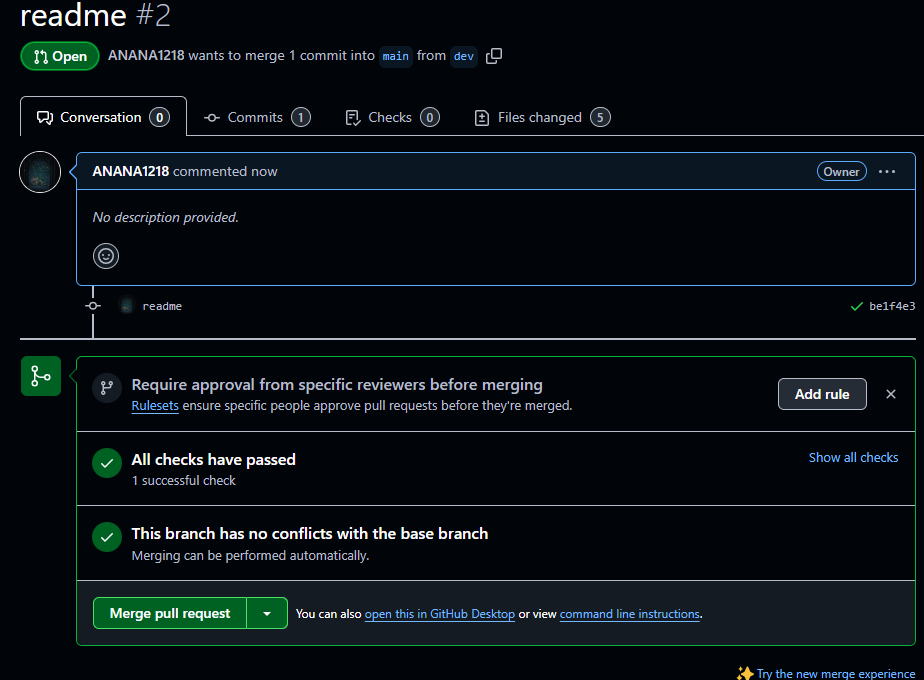 readme #2
Open ANANA1218 wants to merge 1 commit into main from dev
Conversation 0 Commits 1 Checks 0 Files changed 5
ANANA1218 commented now Owner
No description provided.
readme be1f4e3
Require approval from specific reviewers before merging
Rulesets ensure specific people approve pull requests before they're merged.
Add rule
All checks have passed
1 successful check
Show all checks
This branch has no conflicts with the base branch
Merging can be performed automatically.
Merge pull request You can also open this in GitHub Desktop or view command line instructions.
Try the new merge experience